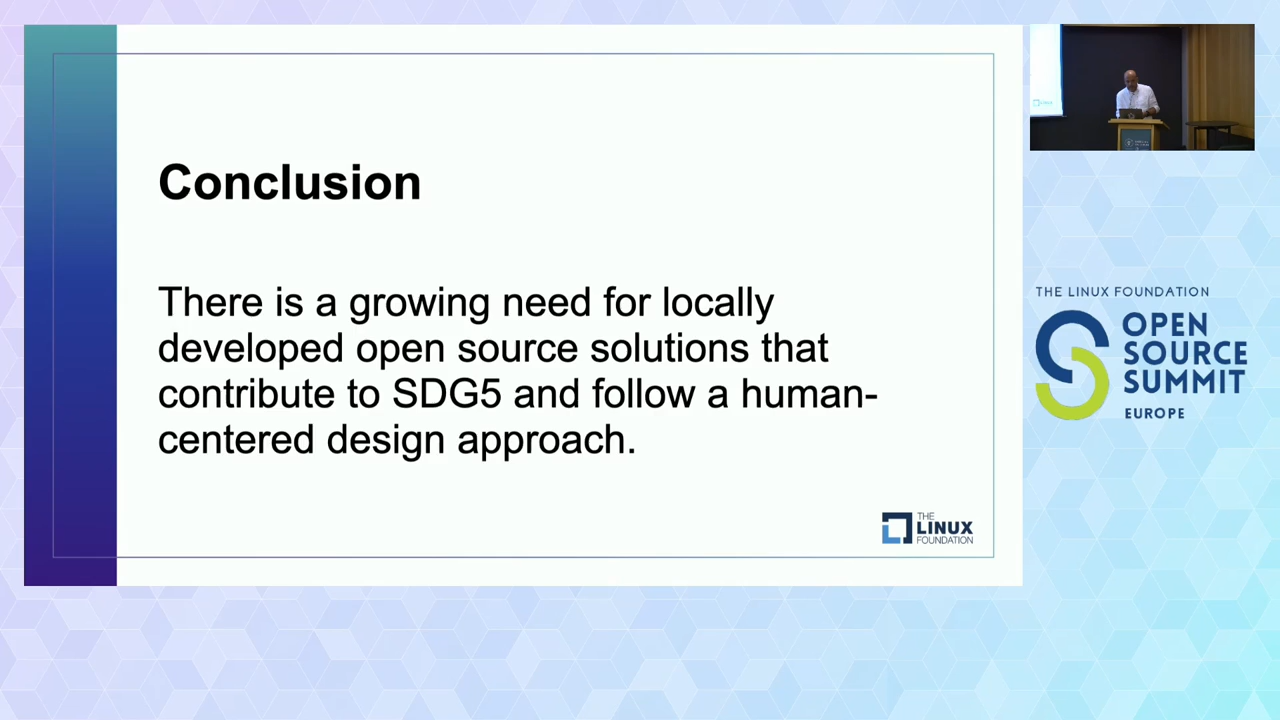 Conclusion
There is a growing need for locally
developed open source solutions that
contribute to SDG5 and follow a human-
centered design approach.
THE
LINUX
FOUNDATION
THE LINUX FOUNDATION
OPEN
SOURCE
SUMMIT
EUROPE